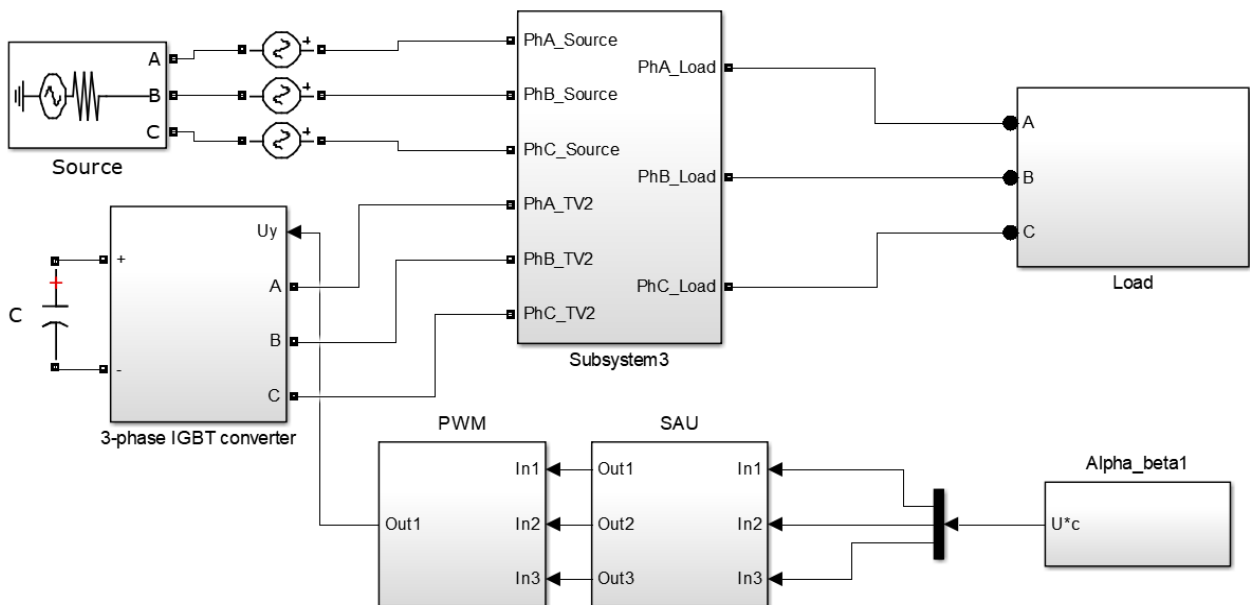 A
B
C
Source
PhA_Source
PhB_Source
PhC_Source
PhA_TV2
PhB_TV2
PhC_TV2
PhA_Load
PhB_Load
PhC_Load
Subsystem3
A
B
C
Load
C
+
-
Uy
A
B
C
3-phase IGBT converter
PWM
Out1
In1
In2
In3
SAU
Out1
Out2
Out3
In1
In2
In3
Alpha_beta1
U*c